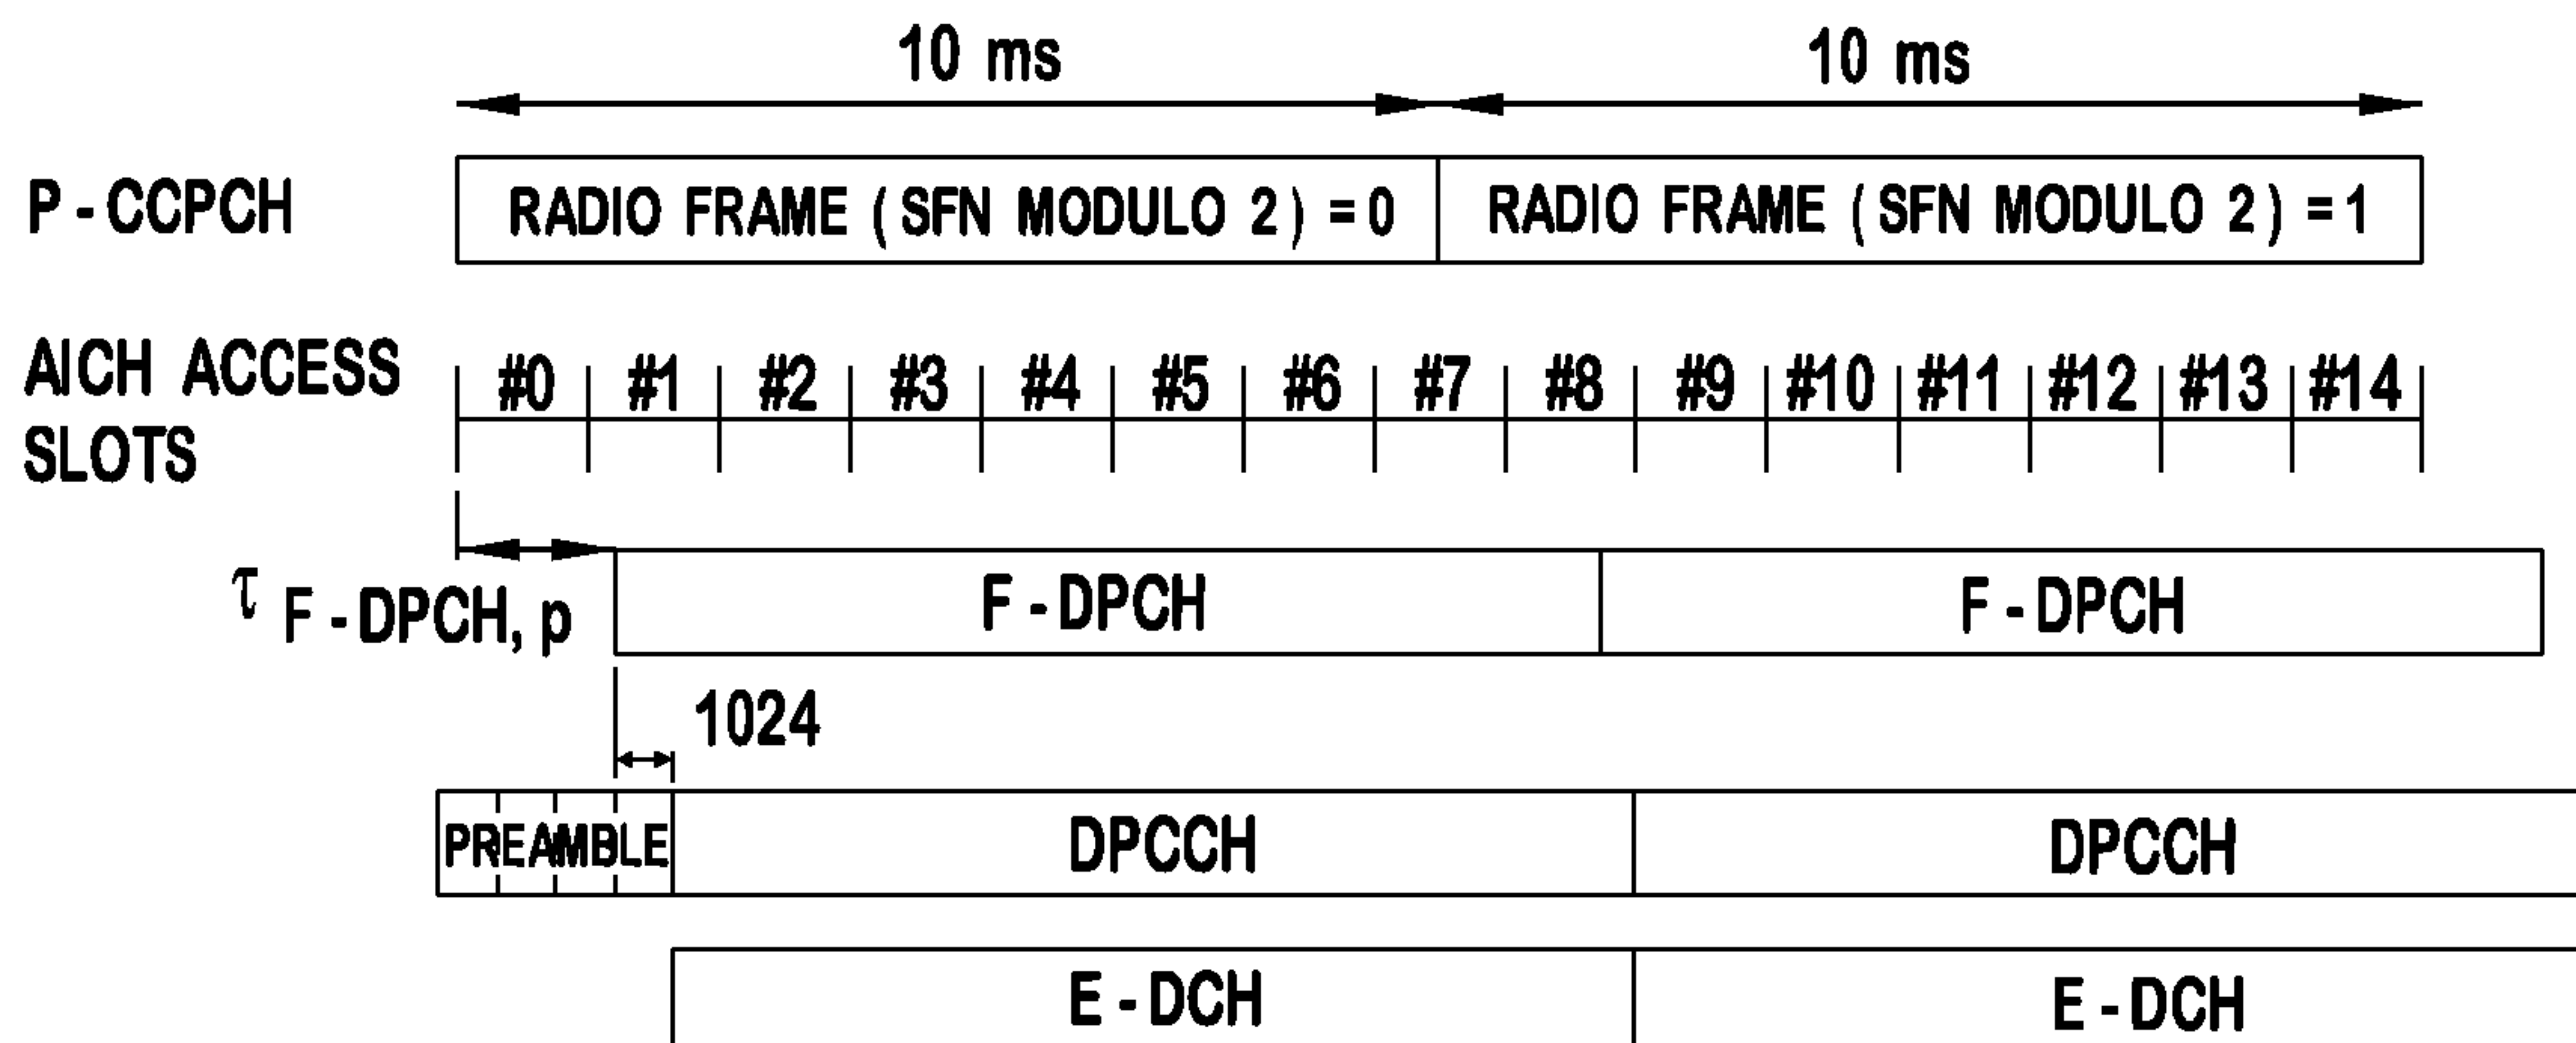 10 ms 10 ms
P - CCPCH RADIO FRAME ( SFN MODULO 2 ) = 0 RADIO FRAME ( SFN MODULO 2 ) = 1
AICH ACCESS
SLOTS
#0 #1 #2 #3 #4 #5 #6 #7 #8 #9 #10 #11 #12 #13 #14
τ F - DPCH, p F - DPCH F - DPCH
1024
PREAMBLE DPCCH DPCCH
E - DCH E - DCH